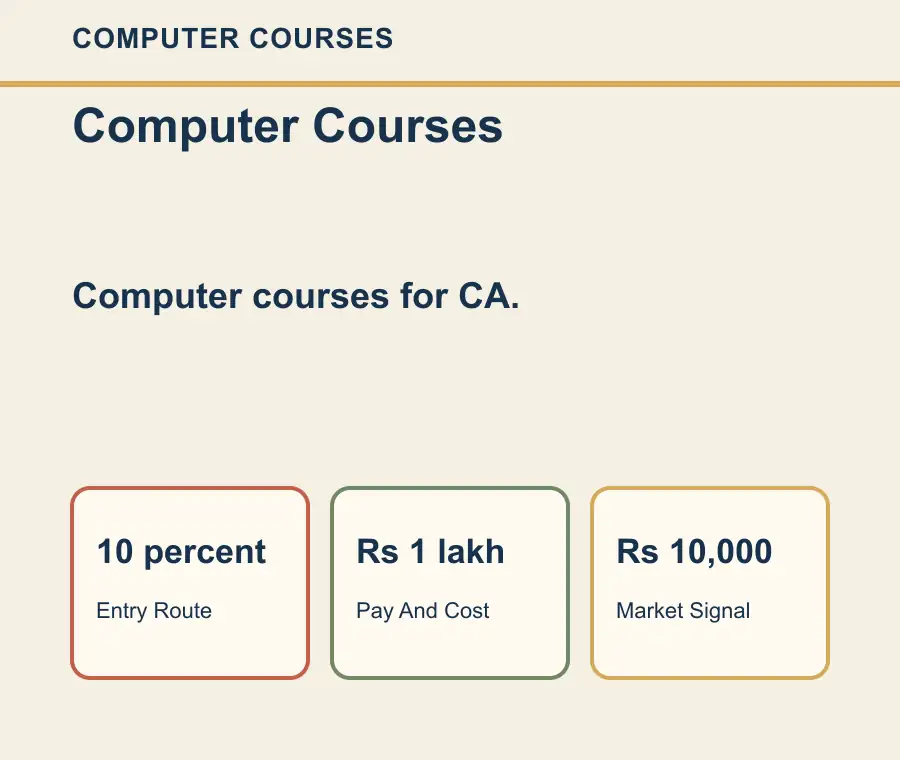 COMPUTER COURSES
Computer Courses
Computer courses for CA.
10 percent
Entry Route
Rs 1 lakh
Pay And Cost
Rs 10,000
Market Signal